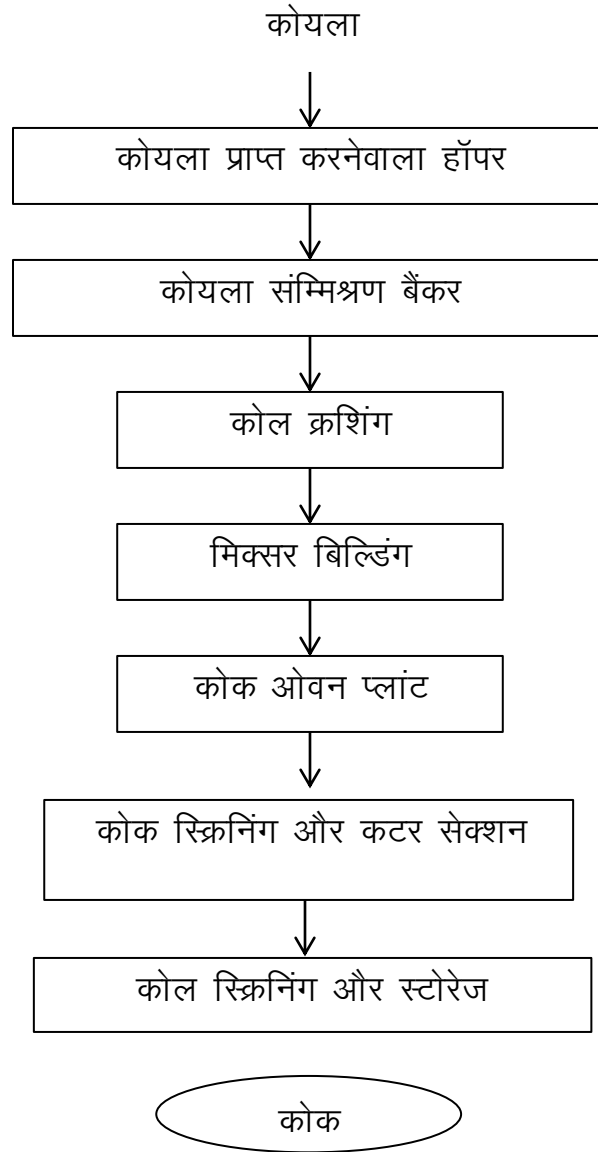 कोयला
कोयला प्राप्त करनेवाला हॉपर
कोयला संम्मिश्रण बैंकर
कोल क्रशिंग
मिक्सर बिल्डिंग
कोक ओवन प्लांट
कोक स्क्रिनिंग और कटर सेक्शन
कोल स्क्रिनिंग और स्टोरेज
कोक